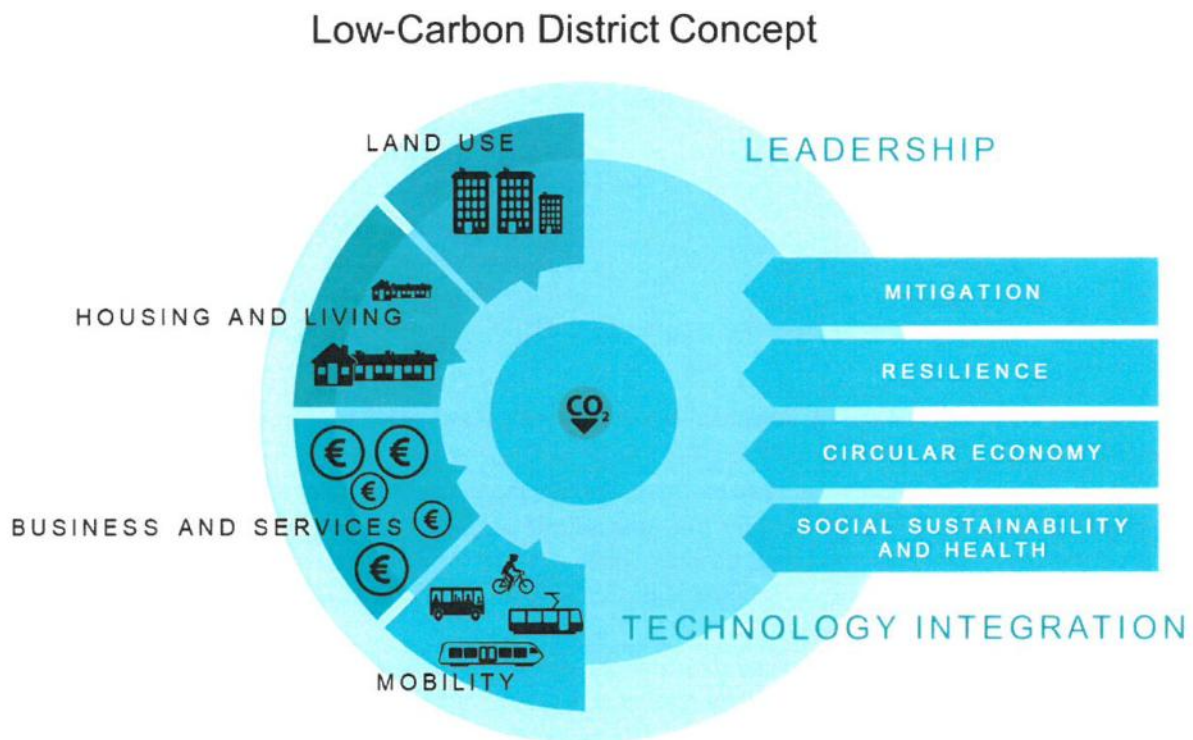 Low-Carbon District Concept
LAND USE
LEADERSHIP
MITIGATION
HOUSING AND LIVING
RESILIENCE
CO₂
€ €
€
€
€
CIRCULAR ECONOMY
BUSINESS AND SERVICES
SOCIAL SUSTAINABILITY
AND HEALTH
TECHNOLOGY INTEGRATION
MOBILITY